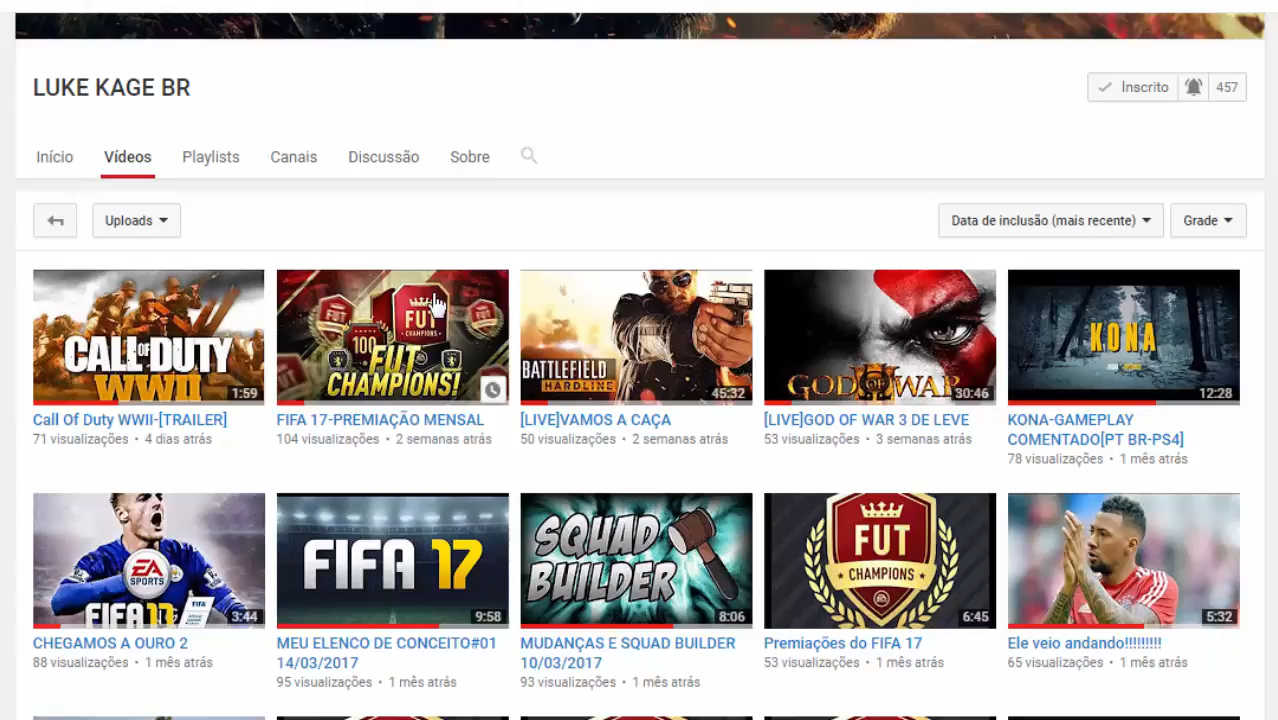 LUKE KAGE BR
Inscrito 457
Início Vídeos Playlists Canais Discussão Sobre
Uploads Data de inclusão (mais recente) Grade
CALL OF DUTY
WWII
1:59
FUT
CHAMPIONS
100
FUT
CHAMPIONS!
BATTLEFIELD
HARDLINE
45:32
GOD OF WAR
III
30:46
KONA
12:28
Call Of Duty WWII-[TRAILER]
71 visualizações • 4 dias atrás
FIFA 17-PREMIAÇÃO MENSAL
104 visualizações • 2 semanas atrás
[LIVE]VAMOS A CAÇA
50 visualizações • 2 semanas atrás
[LIVE]GOD OF WAR 3 DE LEVE
53 visualizações • 3 semanas atrás
KONA-GAMEPLAY
COMENTADO[PT BR-PS4]
78 visualizações • 1 mês atrás
EA
SPORTS
FIFA 17
FIFA
3:44
FIFA 17
9:58
SQUAD
BUILDER
8:06
FUT
CHAMPIONS
EA
6:45
5:32
CHEGAMOS A OURO 2
88 visualizações • 1 mês atrás
MEU ELENCO DE CONCEITO#01
14/03/2017
95 visualizações • 1 mês atrás
MUDANÇAS E SQUAD BUILDER
10/03/2017
93 visualizações • 1 mês atrás
Premiações do FIFA 17
53 visualizações • 1 mês atrás
Ele veio andando!!!!!!!!!
65 visualizações • 1 mês atrás